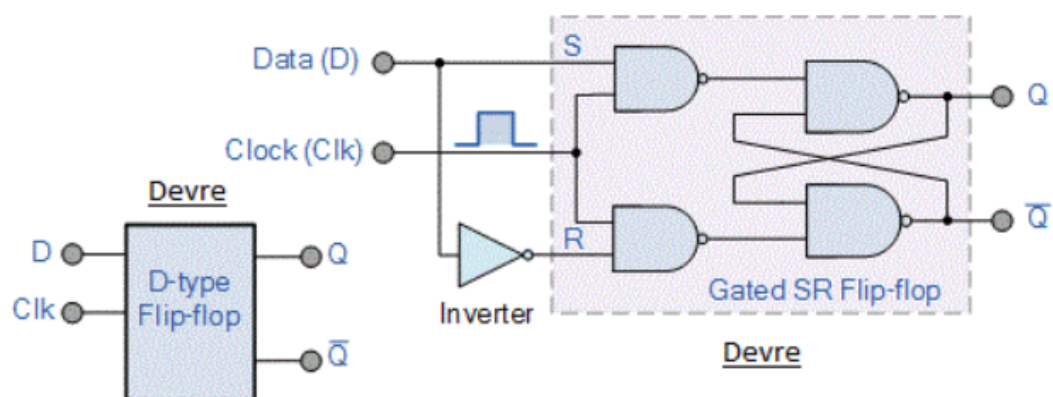 Data (D)
S
Q
Clock (Clk)
Devre
D
Q
D-type
Flip-flop
Clk
Q̅
R
Inverter
Gated SR Flip-flop
Q̅
Devre